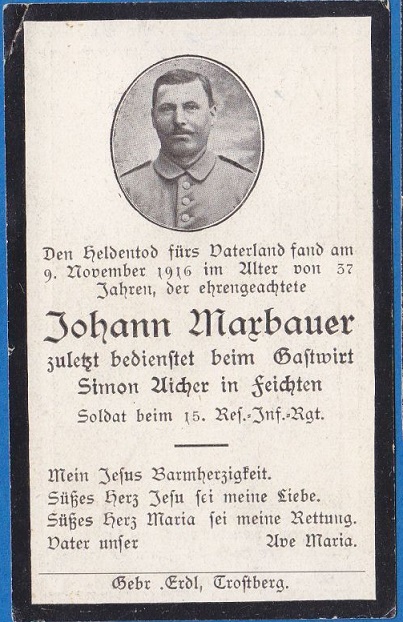 Den Heldentod fürs Vaterland fand am
9. November 1916 im Alter von 37
Jahren, der ehrengeachtete
Johann Maxbauer
zuletzt bedienstet beim Gastwirt
Simon Aicher in Feichten
Soldat beim 15. Res.-Inf.-Rgt.
Mein Jesus Barmherzigkeit.
Süßes Herz Jesu sei meine Liebe.
Süßes Herz Maria sei meine Rettung.
Vater unser Ave Maria.
Gebr .Erdl, Trostberg.